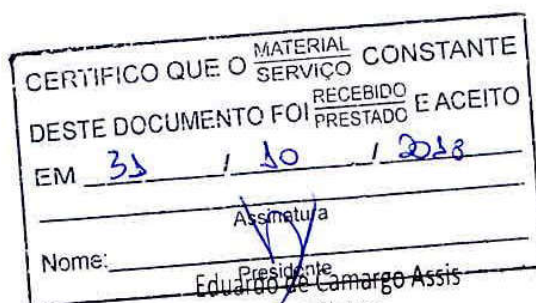 CERTIFICO QUE O MATERIAL SERVIÇO CONSTANTE
DESTE DOCUMENTO FOI RECEBIDO PRESTADO E ACEITO
EM 31 / 10 / 2018
Assinatura
Nome:
Presidente
Eduardo de Camargo Assis